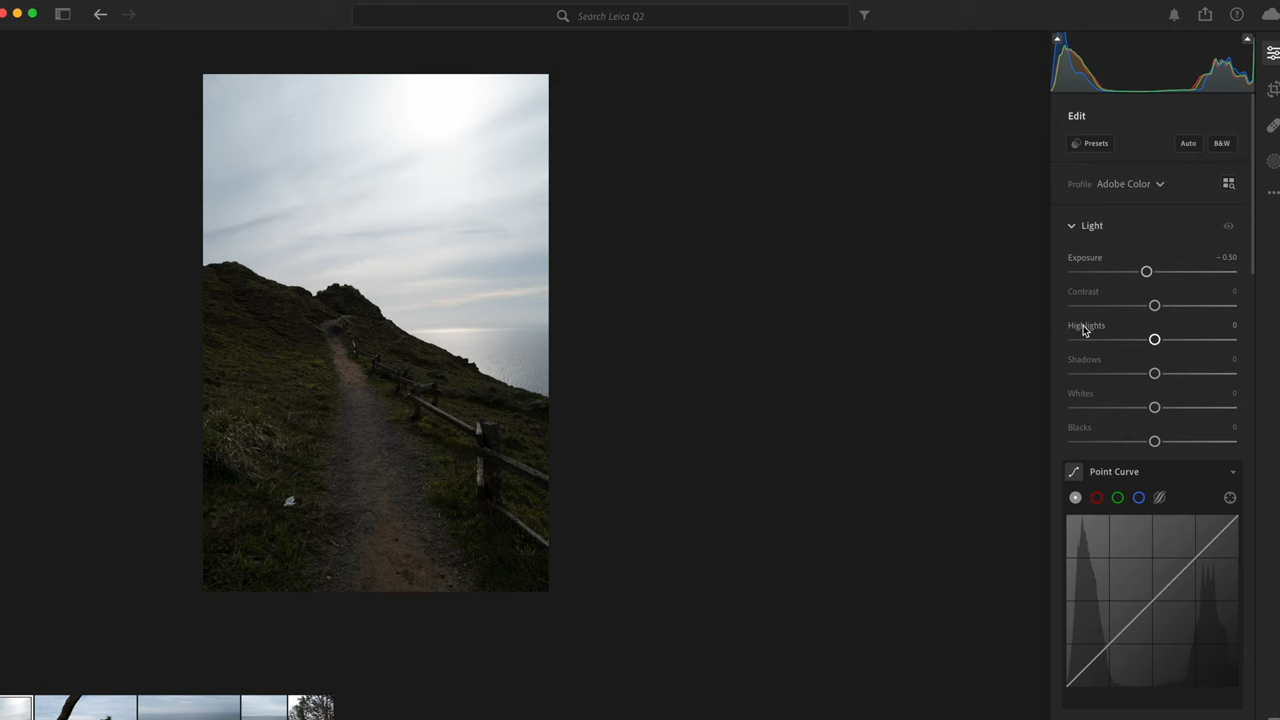 Search Leica Q2
Edit
Presets Auto B&W
Profile Adobe Color
Light
Exposure − 0.50
Contrast 0
Highlights 0
Shadows 0
Whites 0
Blacks 0
Point Curve